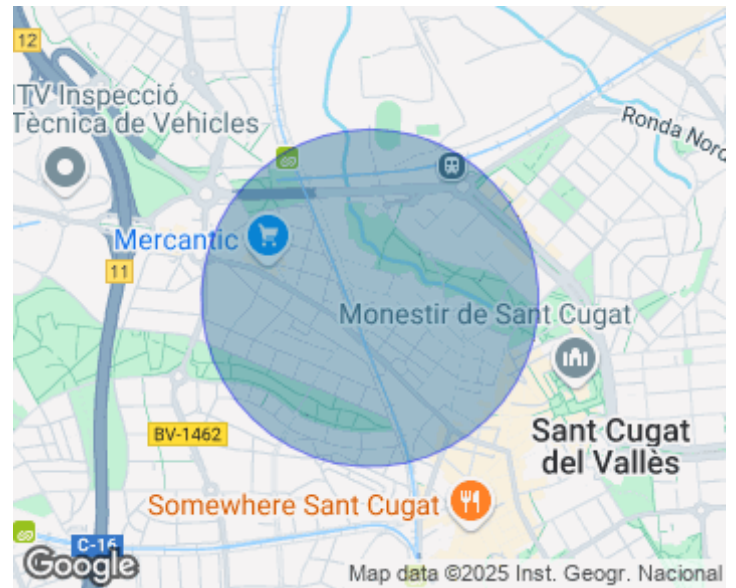 12
ITV Inspecció
Tècnica de Vehicles
Ronda Nord
Mercantic
11
Monestir de Sant Cugat
BV-1462
Sant Cugat
del Vallès
Somewhere Sant Cugat
C-16
Google
Map data ©2025 Inst. Geogr. Nacional